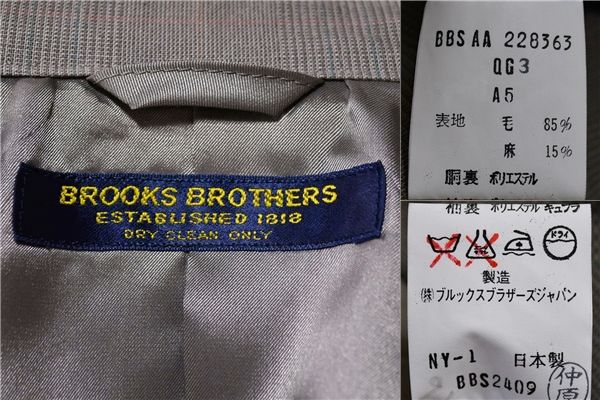 BROOKS BROTHERS
ESTABLISHED 1818
DRY CLEAN ONLY
BBS AA 228363
QG3
A5
表地 毛 85%
麻 15%
胴裏 ポリエステル
袖裏 ポリエステル キュプラ
ドライ
製造
(株)ブルックスブラザーズジャパン
NY-1 日本製
BBS2409
仲原